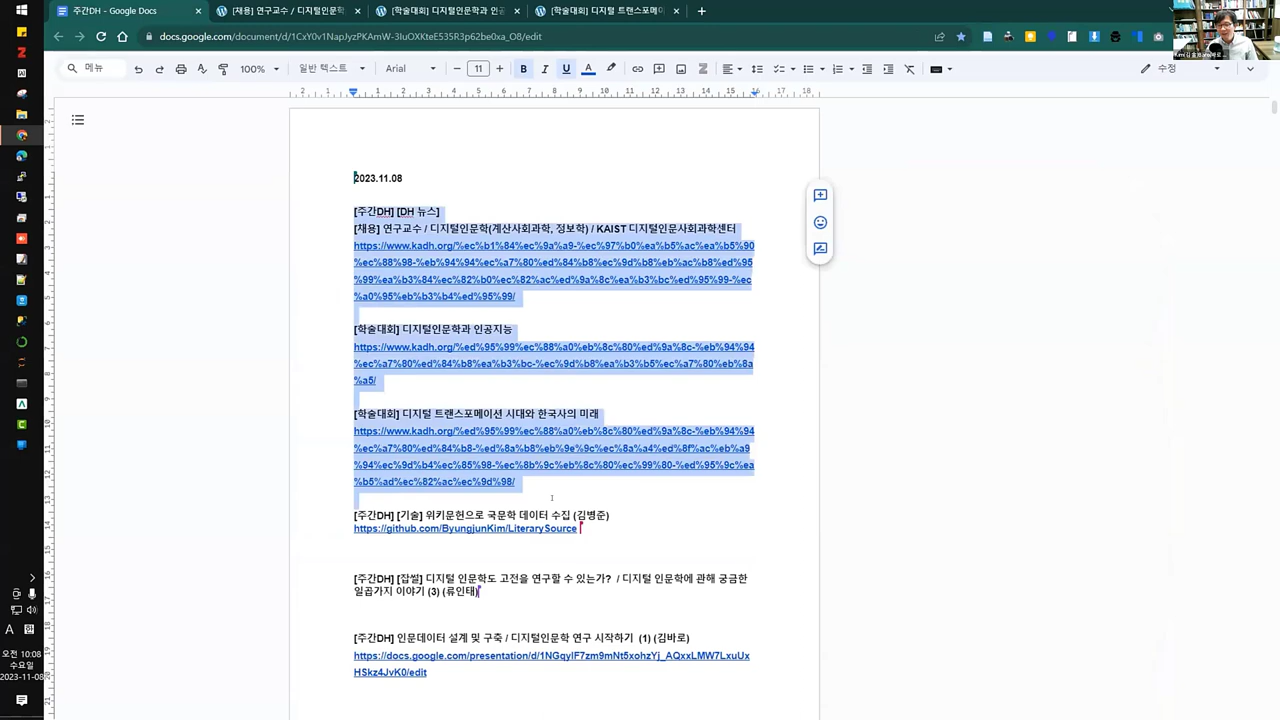 주간DH - Google Docs
[채용] 연구교수 / 디지털인문학
[학술대회] 디지털인문학과 인공
[학술대회] 디지털 트랜스포메이
메뉴
일반 텍스트
Arial
11
수정
2023.11.08
[주간DH] [DH 뉴스]
[채용] 연구교수 / 디지털인문학(계산사회과학, 정보학) / KAIST 디지털인문사회과학센터
https://www.kadh.org/%ec%b1%84%ec%9a%a9-%ec%97%b0%ea%b5%ac%ea%b5%90
%ec%88%98-%eb%94%94%ec%a7%80%ed%84%b8%ec%9d%b8%eb%ac%b8%ed%95
%99%ea%b3%84%ec%82%b0%ec%82%ac%ed%9a%8c%ea%b3%bc%ed%95%99-%ec
%a0%95%eb%b3%b4%ed%95%99/
[학술대회] 디지털인문학과 인공지능
https://www.kadh.org/%ed%95%99%ec%88%a0%eb%8c%80%ed%9a%8c-%eb%94%94
%ec%a7%80%ed%84%b8%ea%b3%bc-%ec%9d%b8%ea%b3%b5%ec%a7%80%eb%8a
%a5/
[학술대회] 디지털 트랜스포메이션 시대와 한국사의 미래
https://www.kadh.org/%ed%95%99%ec%88%a0%eb%8c%80%ed%9a%8c-%eb%94%94
%ec%a7%80%ed%84%b8-%ed%8a%b8%eb%9e%9c%ec%8a%a4%ed%8f%ac%eb%a9
%94%ec%9d%b4%ec%85%98-%ec%8b%9c%eb%8c%80%ec%99%80-%ed%95%9c%ea
%b5%ad%ec%82%ac%ec%9d%98/
[주간DH] [기술] 위키문헌으로 국문학 데이터 수집 (김병준)
https://github.com/ByungjunKim/LiterarySource
[주간DH] [잡썰] 디지털 인문학도 고전을 연구할 수 있는가? / 디지털 인문학에 관해 궁금한
일곱가지 이야기 (3) (류인태)
[주간DH] 인문데이터 설계 및 구축 / 디지털인문학 연구 시작하기 (1) (김바로)
https://docs.google.com/presentation/d/1NGqyIF7zm9mNt5xohzYj_AQxxLMW7LxuUx
HSkz4JvK0/edit
A 한
오전 10:08
수요일
2023-11-08